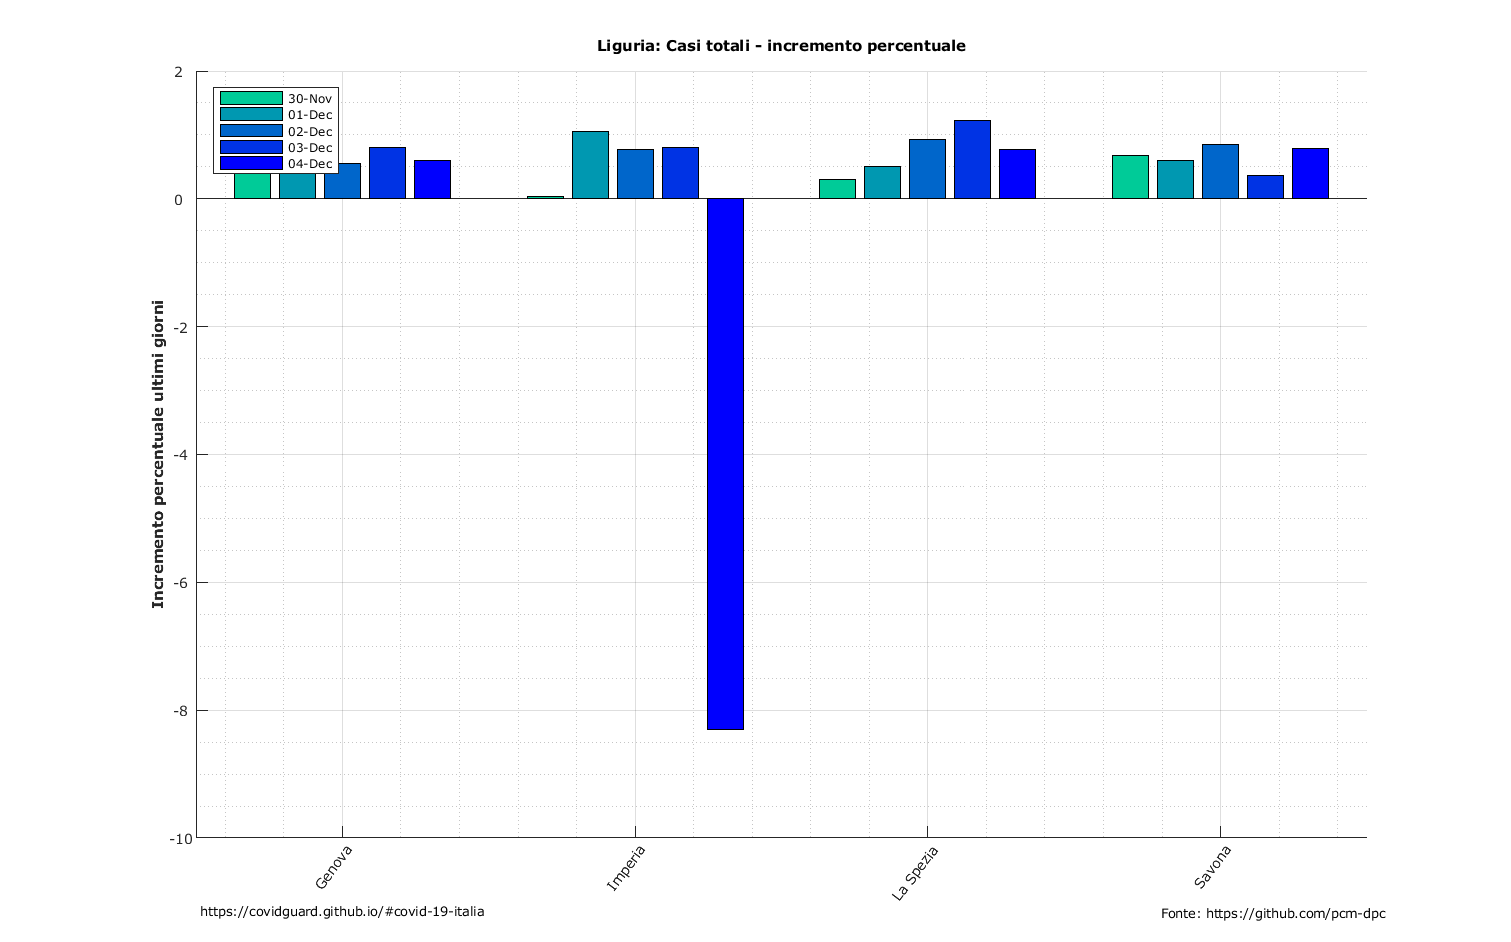 Liguria: Casi totali - incremento percentuale
2
30-Nov
01-Dec
02-Dec
03-Dec
04-Dec
0
-2
-4
-6
-8
-10
Incremento percentuale ultimi giorni
Genova
Imperia
La Spezia
Savona
https://covidguard.github.io/#covid-19-italia
Fonte: https://github.com/pcm-dpc